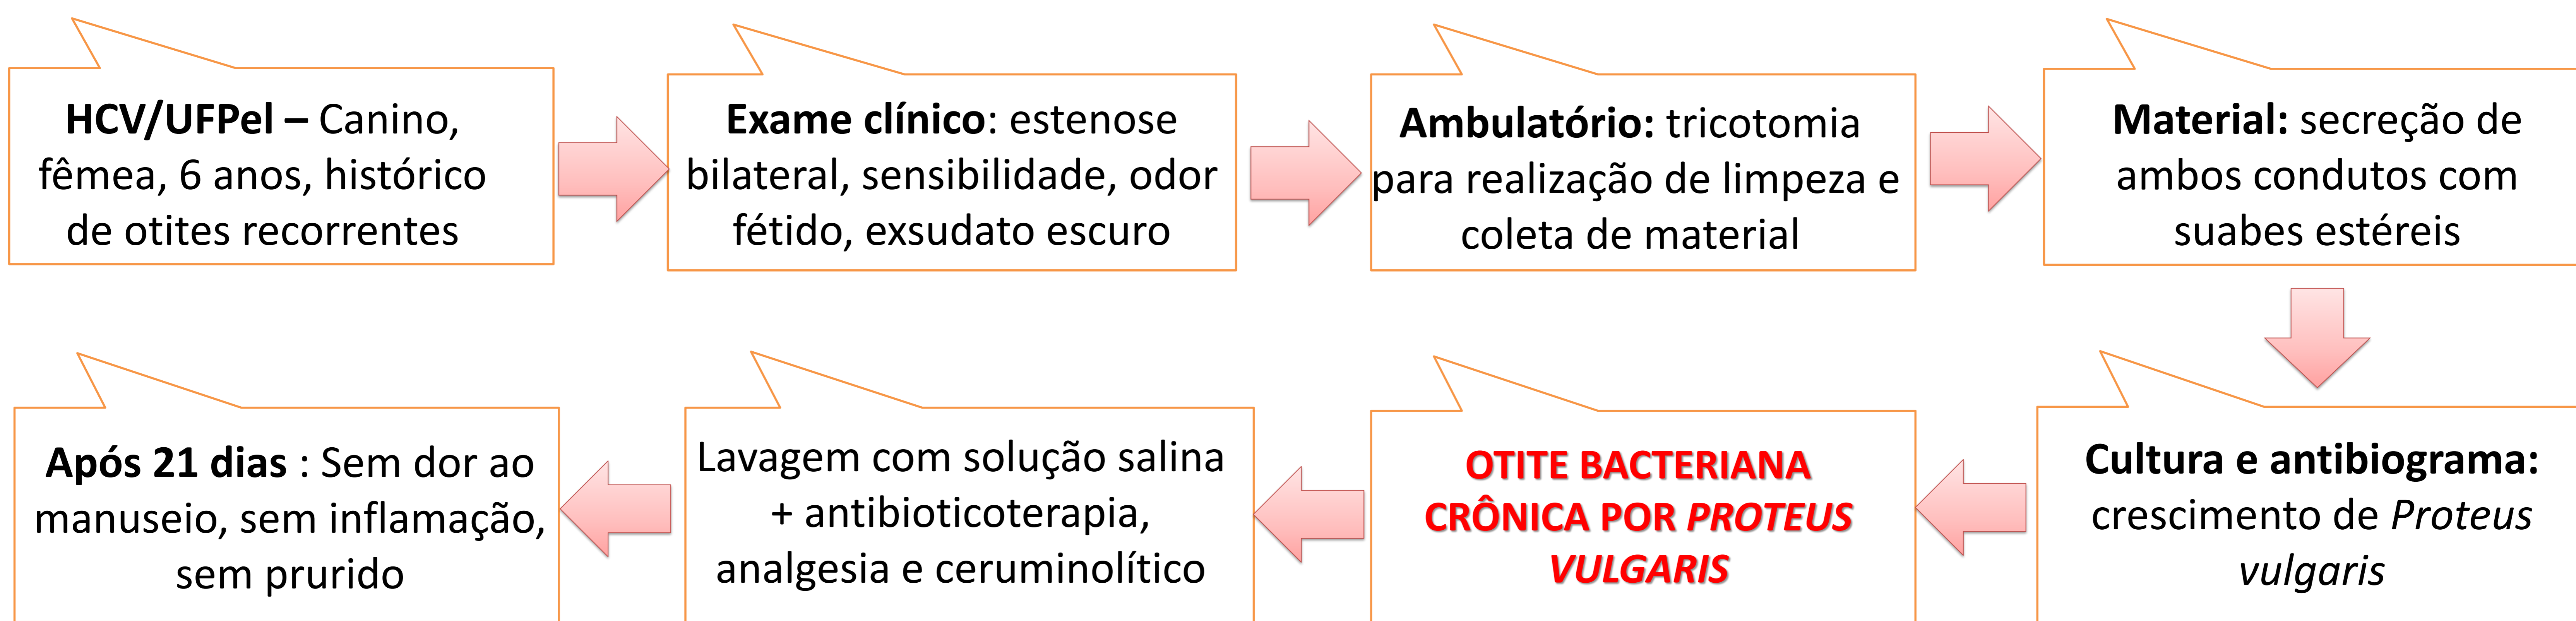 HCV/UFPel – Canino,
fêmea, 6 anos, histórico
de otites recorrentes
Exame clínico: estenose
bilateral, sensibilidade, odor
fétido, exsudato escuro
Ambulatório: tricotomia
para realização de limpeza e
coleta de material
Material: secreção de
ambos condutos com
suabes estéreis
Cultura e antibiograma:
crescimento de Proteus
vulgaris
OTITE BACTERIANA
CRÔNICA POR PROTEUS
VULGARIS
Lavagem com solução salina
+ antibioticoterapia,
analgesia e ceruminolítico
Após 21 dias : Sem dor ao
manuseio, sem inflamação,
sem prurido